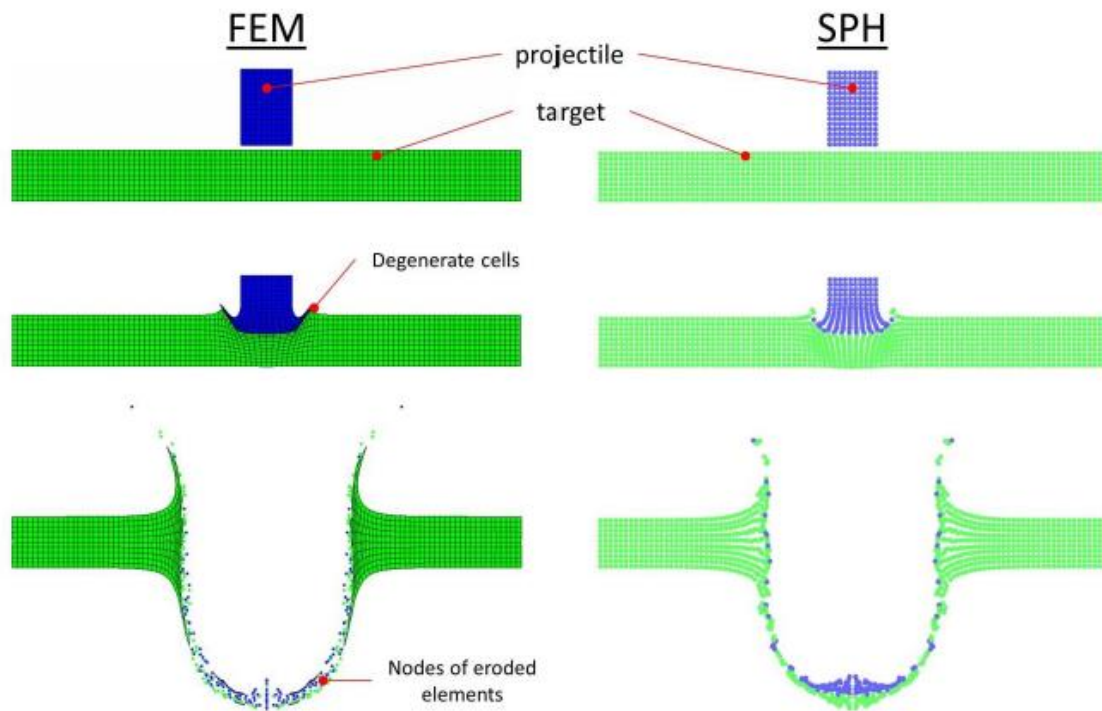 FEM
SPH
projectile
target
Degenerate cells
Nodes of eroded
elements